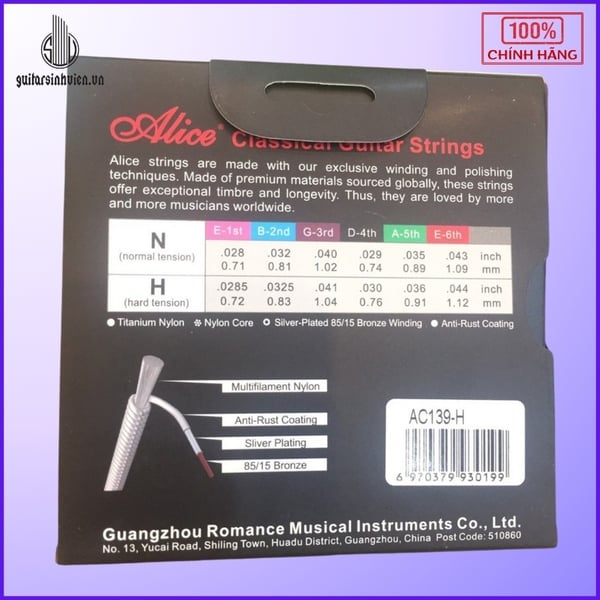 guitarsinhvien.vn
100%
CHÍNH HÃNG
Alice® Classical Guitar Strings
Alice strings are made with our exclusive winding and polishing
techniques. Made of premium materials sourced globally, these strings
offer exceptional timbre and longevity. Thus, they are loved by more
and more musicians worldwide.
E-1st B-2nd G-3rd D-4th A-5th E-6th
N .028 .032 .040 .029 .035 .043 inch
(normal tension) 0.71 0.81 1.02 0.74 0.89 1.09 mm
H .0285 .0325 .041 .030 .036 .044 inch
(hard tension) 0.72 0.83 1.04 0.76 0.91 1.12 mm
Titanium Nylon Nylon Core Silver-Plated 85/15 Bronze Winding Anti-Rust Coating
Multifilament Nylon
Anti-Rust Coating
Sliver Plating
85/15 Bronze
AC139-H
6 970379 930199
Guangzhou Romance Musical Instruments Co., Ltd.
No. 13, Yucai Road, Shiling Town, Huadu District, Guangzhou, China Post Code: 510860